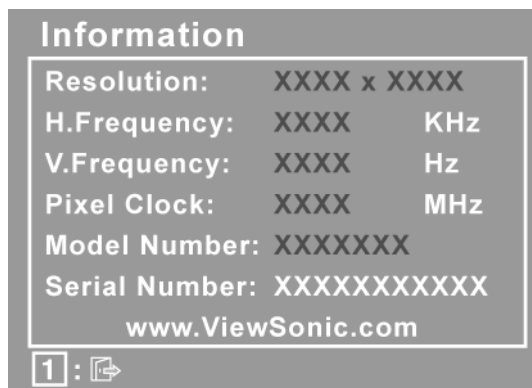 Information
Resolution: XXXX x XXXX
H.Frequency: XXXX KHz
V.Frequency: XXXX Hz
Pixel Clock: XXXX MHz
Model Number: XXXXXXX
Serial Number: XXXXXXXXXXX
www.ViewSonic.com
1 :